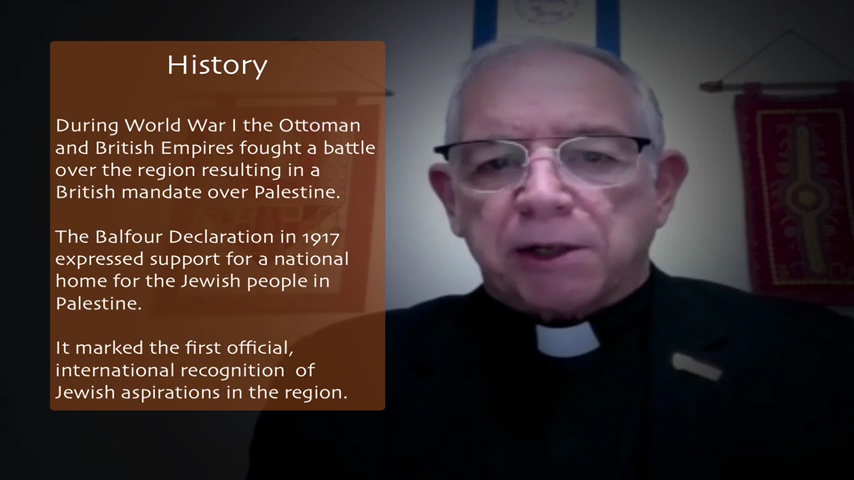 History
During World War I the Ottoman
and British Empires fought a battle
over the region resulting in a
British mandate over Palestine.
The Balfour Declaration in 1917
expressed support for a national
home for the Jewish people in
Palestine.
It marked the first official,
international recognition of
Jewish aspirations in the region.